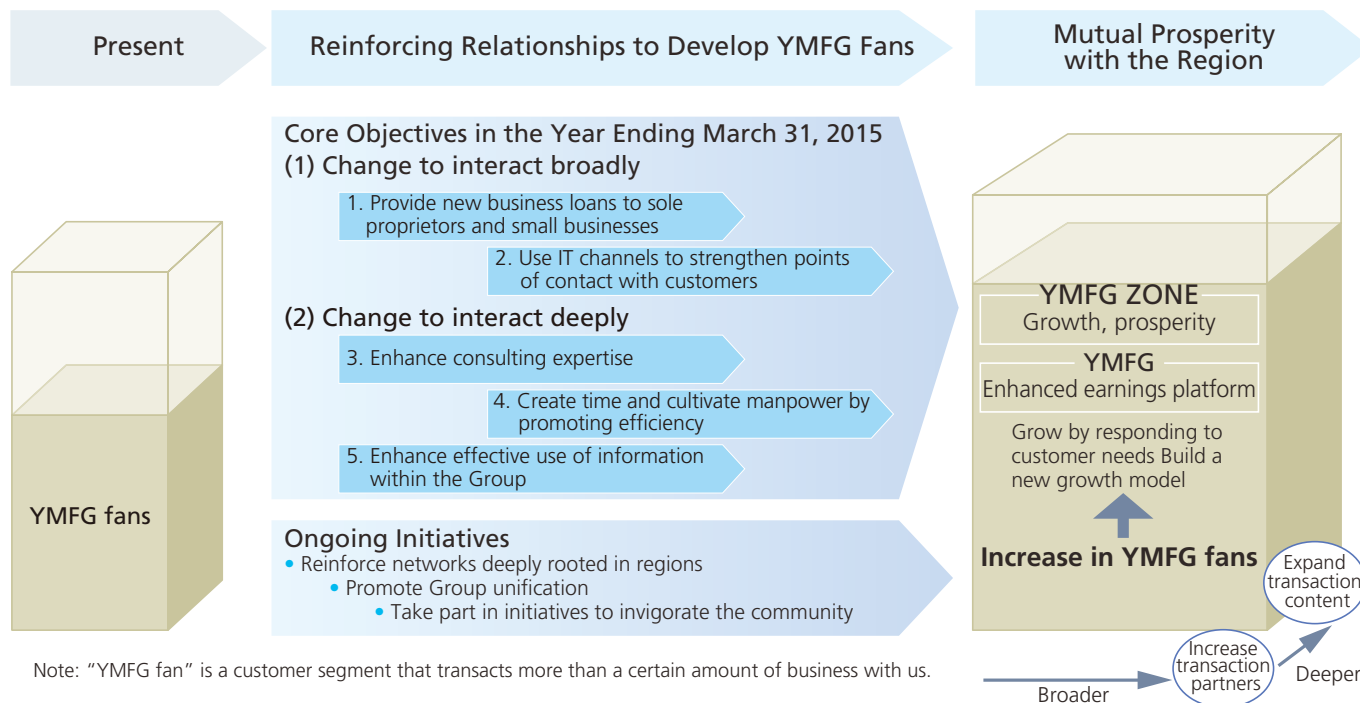 Present
Reinforcing Relationships to Develop YMFG Fans
Mutual Prosperity
with the Region
Core Objectives in the Year Ending March 31, 2015
(1) Change to interact broadly
1. Provide new business loans to sole
proprietors and small businesses
2. Use IT channels to strengthen points
of contact with customers
(2) Change to interact deeply
3. Enhance consulting expertise
4. Create time and cultivate manpower by
promoting efficiency
5. Enhance effective use of information
within the Group
YMFG fans
Ongoing Initiatives
• Reinforce networks deeply rooted in regions
• Promote Group unification
• Take part in initiatives to invigorate the community
YMFG ZONE
Growth, prosperity
YMFG
Enhanced earnings platform
Grow by responding to
customer needs Build a
new growth model
Increase in YMFG fans
Expand
transaction
content
Increase
transaction
partners
Broader
Deeper
Note: “YMFG fan” is a customer segment that transacts more than a certain amount of business with us.